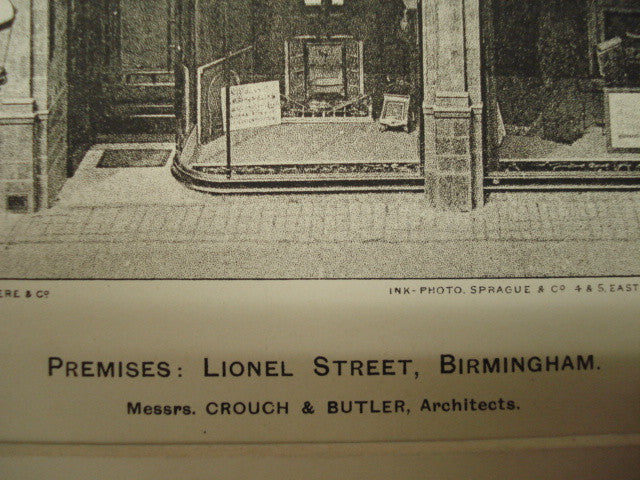 ERE & Cº
INK-PHOTO. SPRAGUE & Cº 4 & 5, EAST
PREMISES: LIONEL STREET, BIRMINGHAM.
Messrs. CROUCH & BUTLER, Architects.